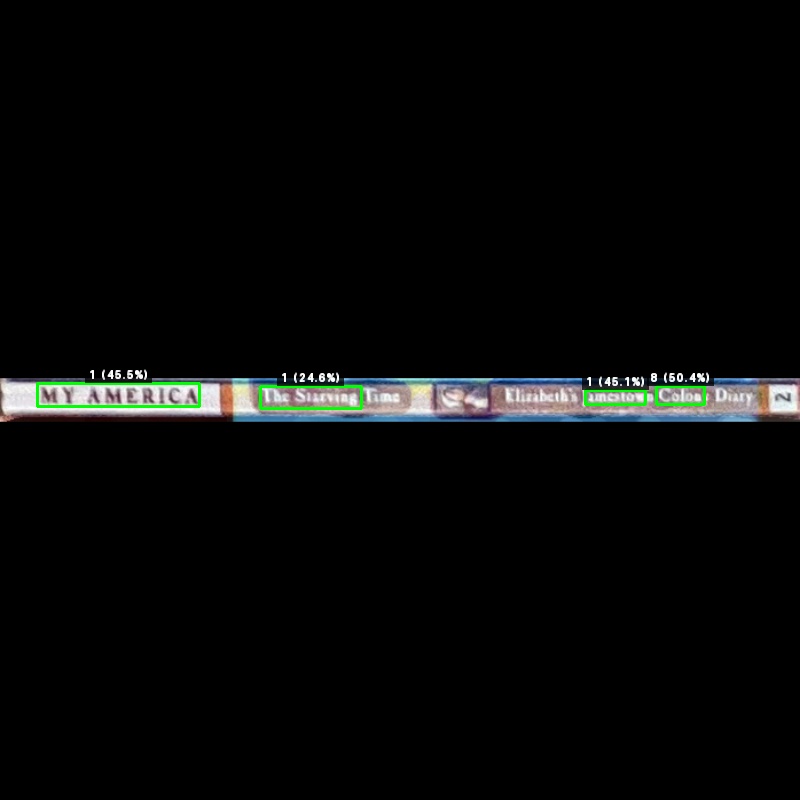 MY AMERICA
The Starving Time
Elizabeth's Jamestown Colony Diary
2
1 (45.5%)
1 (24.6%)
1 (45.1%)
8 (50.4%)